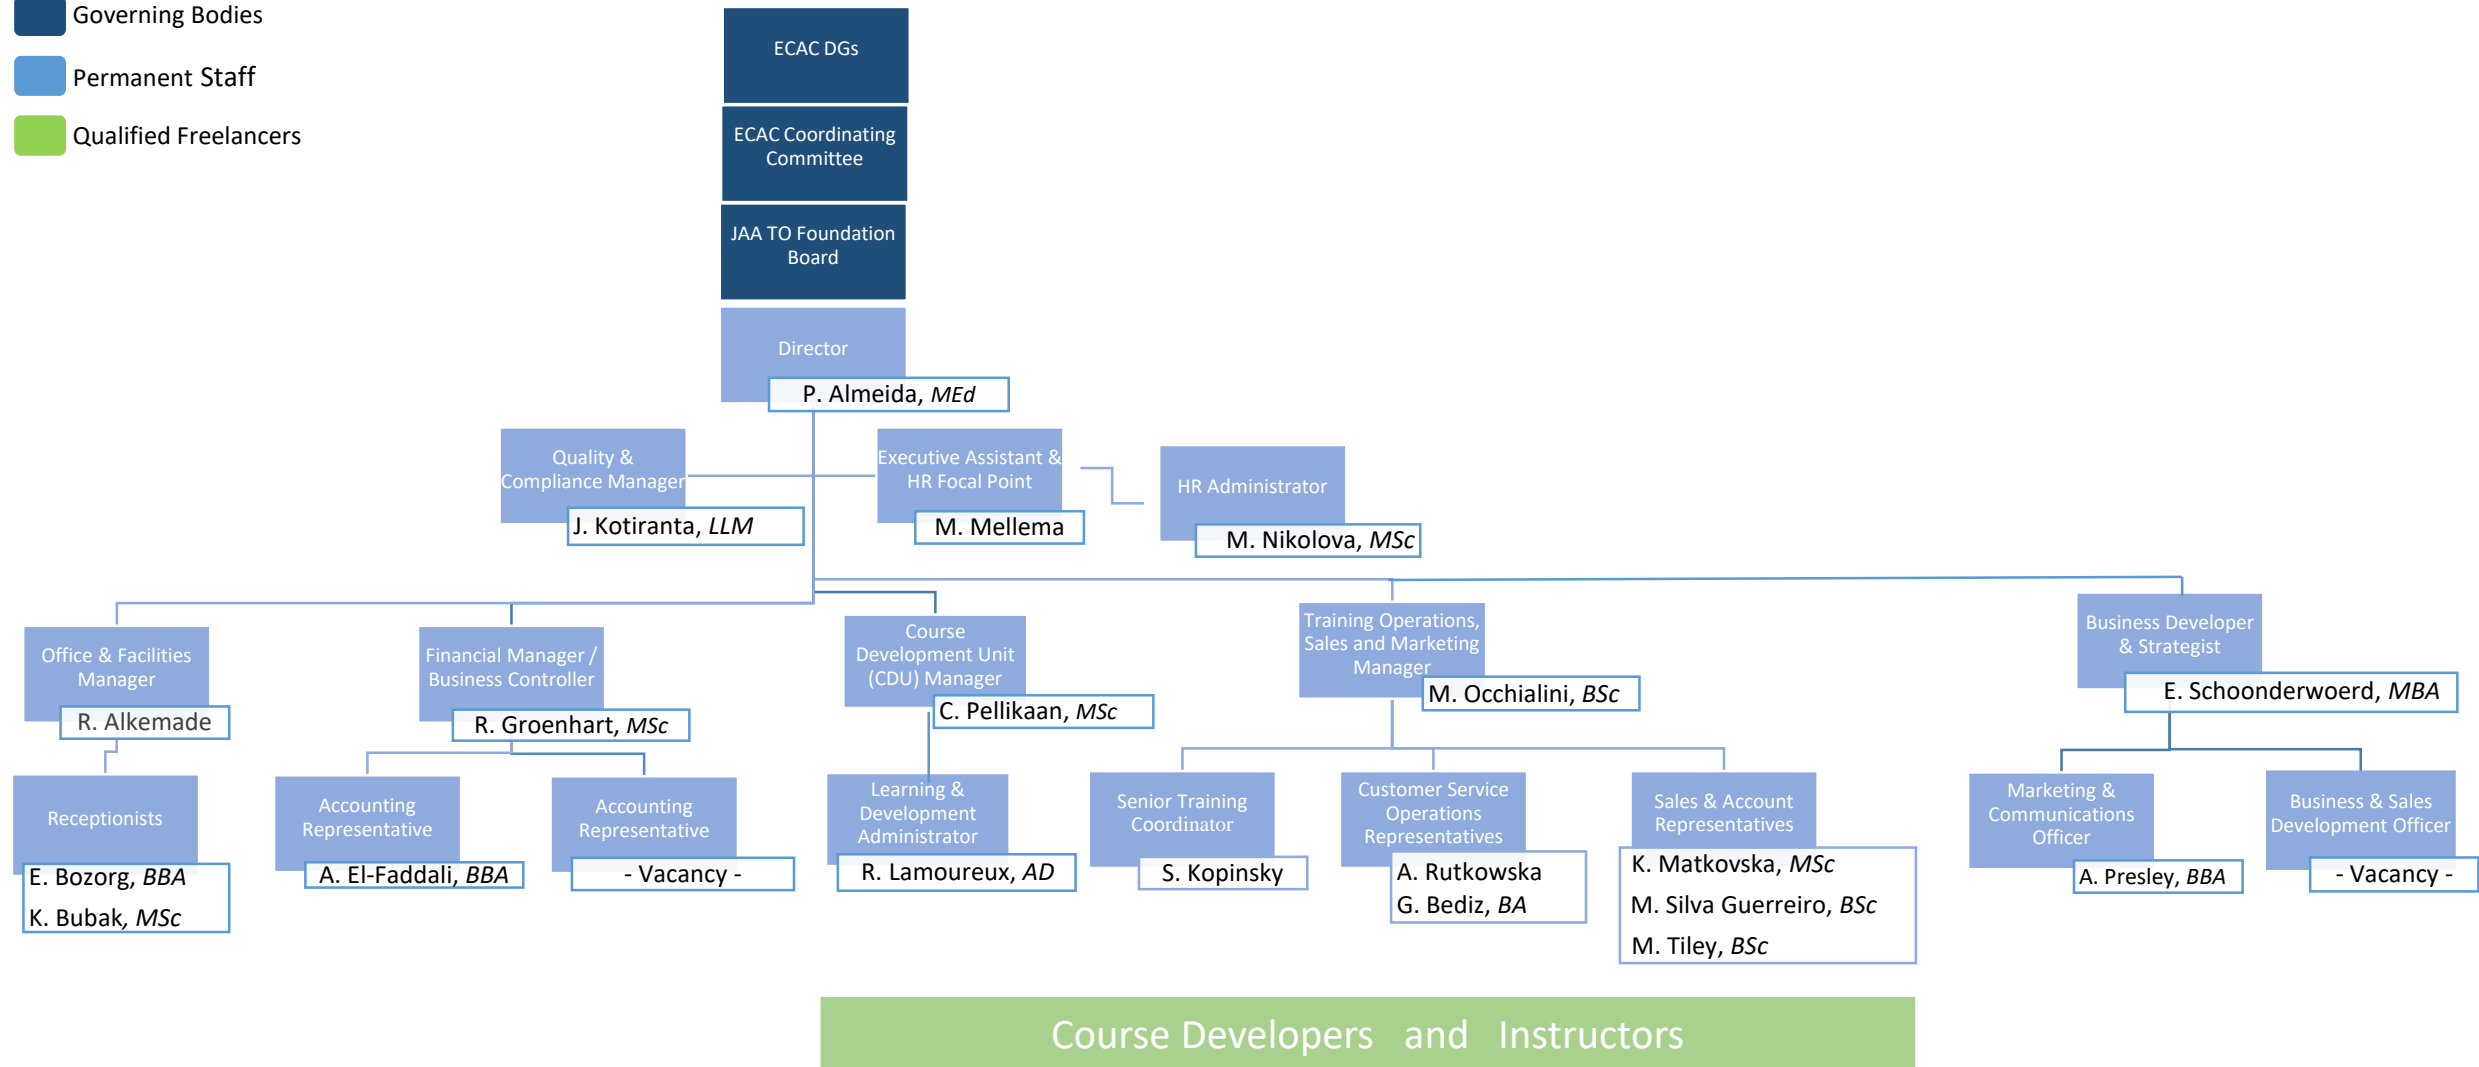 Governing Bodies
Permanent Staff
Qualified Freelancers
ECAC DGs
ECAC Coordinating
Committee
JAA TO Foundation
Board
Director
P. Almeida, MEd
Quality &
Compliance Manager
J. Kotiranta, LLM
Executive Assistant &
HR Focal Point
M. Mellema
HR Administrator
M. Nikolova, MSc
Office & Facilities
Manager
R. Alkemade
Financial Manager /
Business Controller
R. Groenhart, MSc
Course
Development Unit
(CDU) Manager
C. Pellikaan, MSc
Training Operations,
Sales and Marketing
Manager
M. Occhialini, BSc
Business Developer
& Strategist
E. Schoonderwoerd, MBA
Receptionists
E. Bozorg, BBA
K. Bubak, MSc
Accounting
Representative
A. El-Faddali, BBA
Accounting
Representative
- Vacancy -
Learning &
Development
Administrator
R. Lamoureux, AD
Senior Training
Coordinator
S. Kopinsky
Customer Service
Operations
Representatives
A. Rutkowska
G. Bediz, BA
Sales & Account
Representatives
K. Matkovska, MSc
M. Silva Guerreiro, BSc
M. Tiley, BSc
Marketing &
Communications
Officer
A. Presley, BBA
Business & Sales
Development Officer
- Vacancy -
Course Developers and Instructors